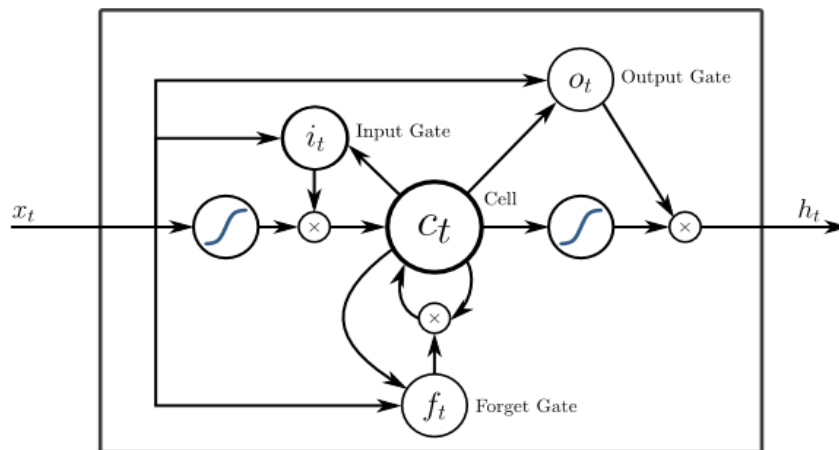 o_t Output Gate
i_t Input Gate
x_t
×
c_t Cell
×
h_t
×
f_t Forget Gate